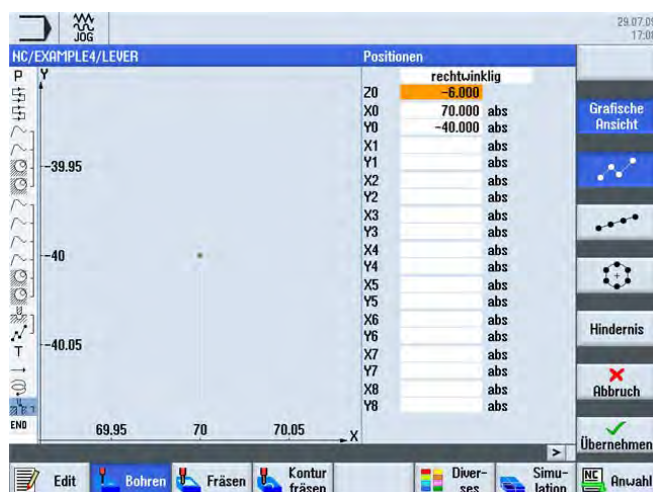 29.07.09
JOG
17:08
NC/EXAMPLE4/LEVER
Positionen
P
Y
rechtwinklig
Z0 -6.000
X0 70.000 abs
Y0 -40.000 abs
X1 abs
Y1 abs
X2 abs
Y2 abs
X3 abs
Y3 abs
X4 abs
Y4 abs
X5 abs
Y5 abs
X6 abs
Y6 abs
X7 abs
Y7 abs
X8 abs
Y8 abs
-39.95
-40
-40.05
T
END
69.95 70 70.05 X
Grafische
Ansicht
Hindernis
Abbruch
Übernehmen
>
Edit
Bohren
Fräsen
Kontur
fräsen
Diver-
ses
Simu-
lation
NC
Anwahl